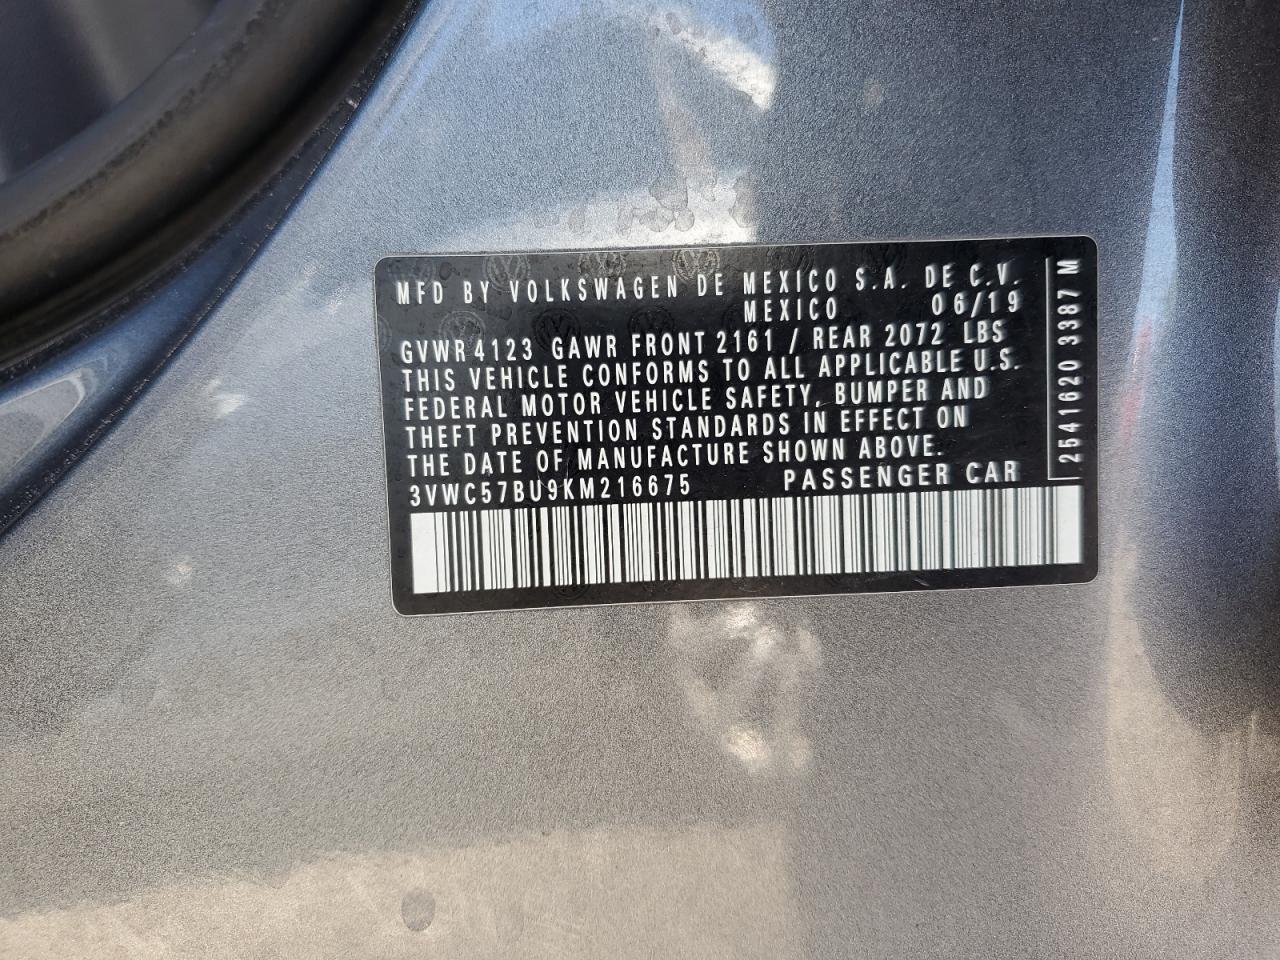 MFD BY VOLKSWAGEN DE MEXICO S.A. DE C.V.
MEXICO 06/19
GVWR 4123 GAWR FRONT 2161 / REAR 2072 LBS
THIS VEHICLE CONFORMS TO ALL APPLICABLE U.S.
FEDERAL MOTOR VEHICLE SAFETY, BUMPER AND
THEFT PREVENTION STANDARDS IN EFFECT ON
THE DATE OF MANUFACTURE SHOWN ABOVE.
3VWC57BU9KM216675 PASSENGER CAR
2541620 3387 M